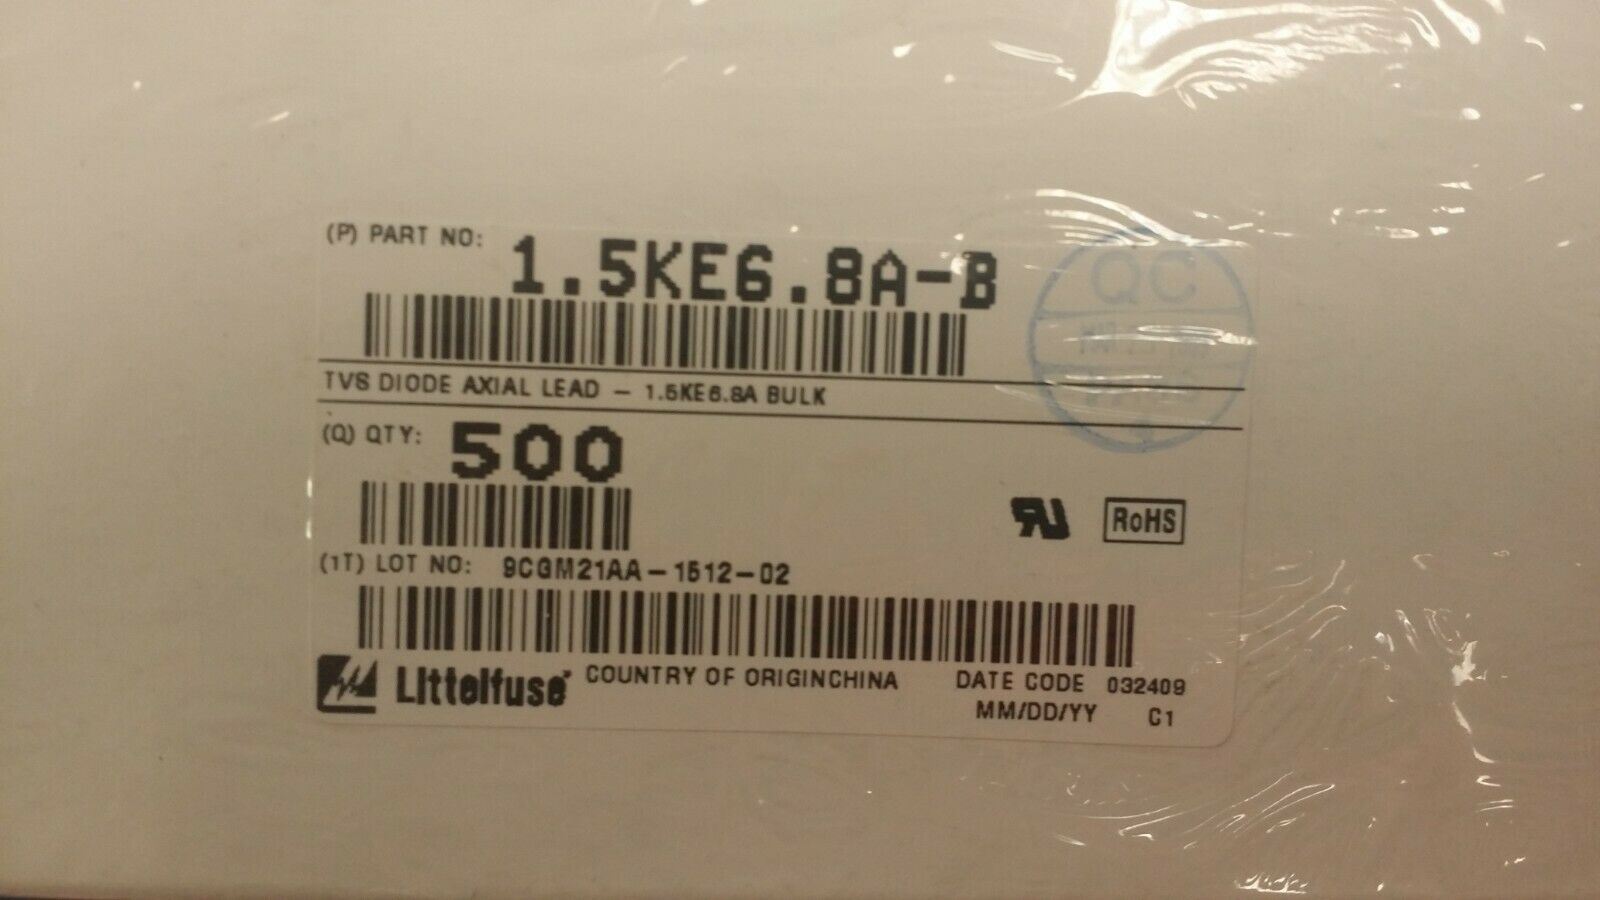 (P) PART NO: 1.5KE6.8A-B
QC
TVS DIODE AXIAL LEAD - 1.5KE6.8A BULK
(Q) QTY: 500
RU RoHS
(1T) LOT NO: 9CGM21AA-1512-02
Littelfuse COUNTRY OF ORIGINCHINA DATE CODE 032409
MM/DD/YY C1